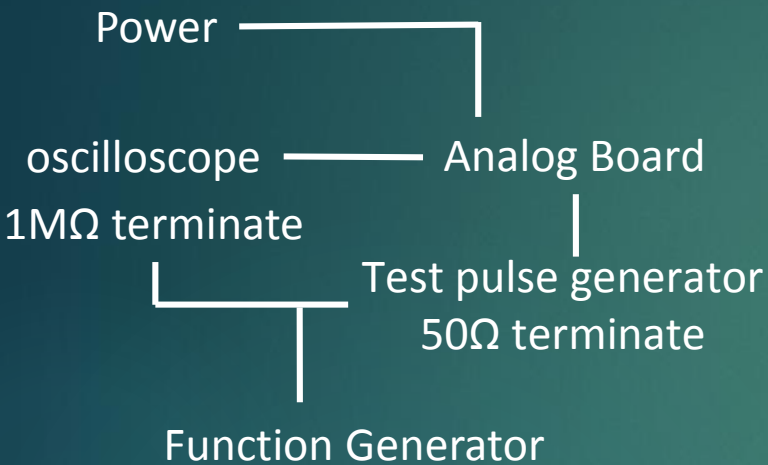 Power
oscilloscope
Analog Board
1MΩ terminate
Test pulse generator
50Ω terminate
Function Generator